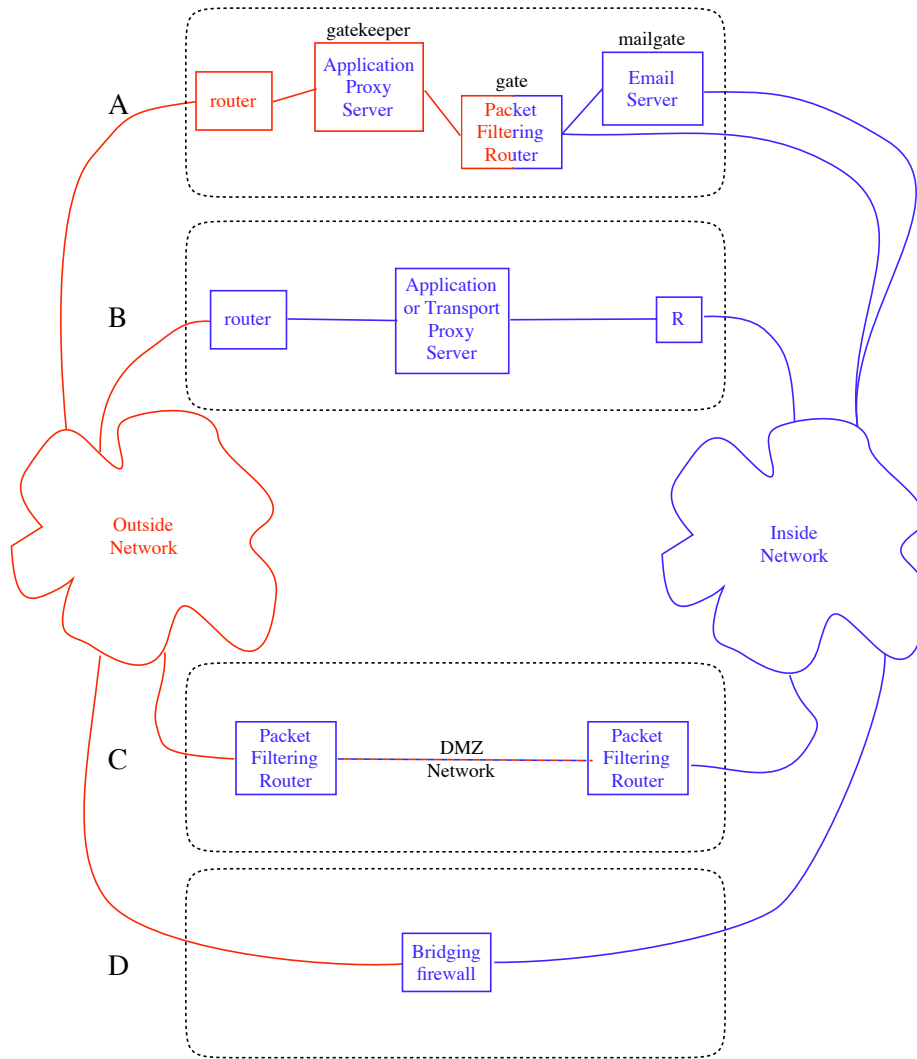 gatekeeper
mailgate
gate
A
router
Application
Proxy
Server
Packet
Filtering
Router
Email
Server
B
router
Application
or Transport
Proxy
Server
R
Outside
Network
Inside
Network
C
Packet
Filtering
Router
DMZ
Network
Packet
Filtering
Router
D
Bridging
firewall